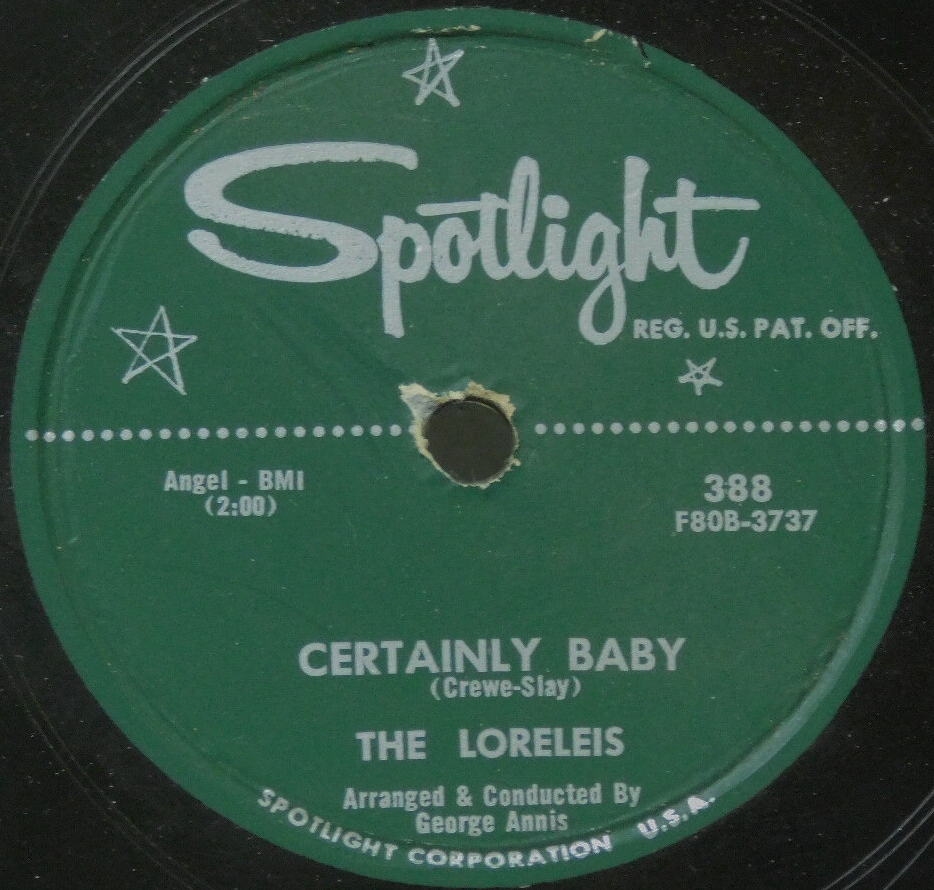 Spotlight
REG. U.S. PAT. OFF.
Angel - BMI
(2:00)
388
F80B-3737
CERTAINLY BABY
(Crewe-Slay)
THE LORELEIS
Arranged & Conducted By
George Annis
SPOTLIGHT CORPORATION U.S.A.